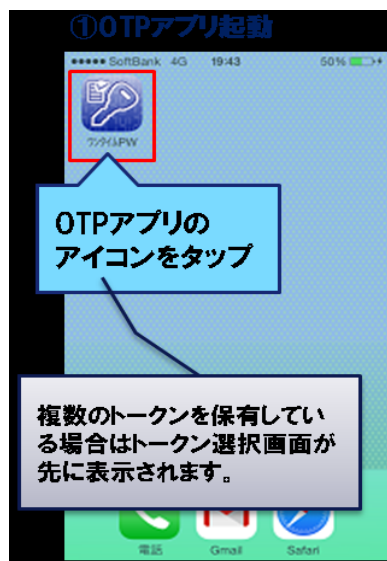 ①OTPアプリ起動
SoftBank 4G 19:43 50%
ワンタイムPW
OTPアプリの
アイコンをタップ
複数のトークンを保有してい
る場合はトークン選択画面が
先に表示されます。
電話 Gmail Safari